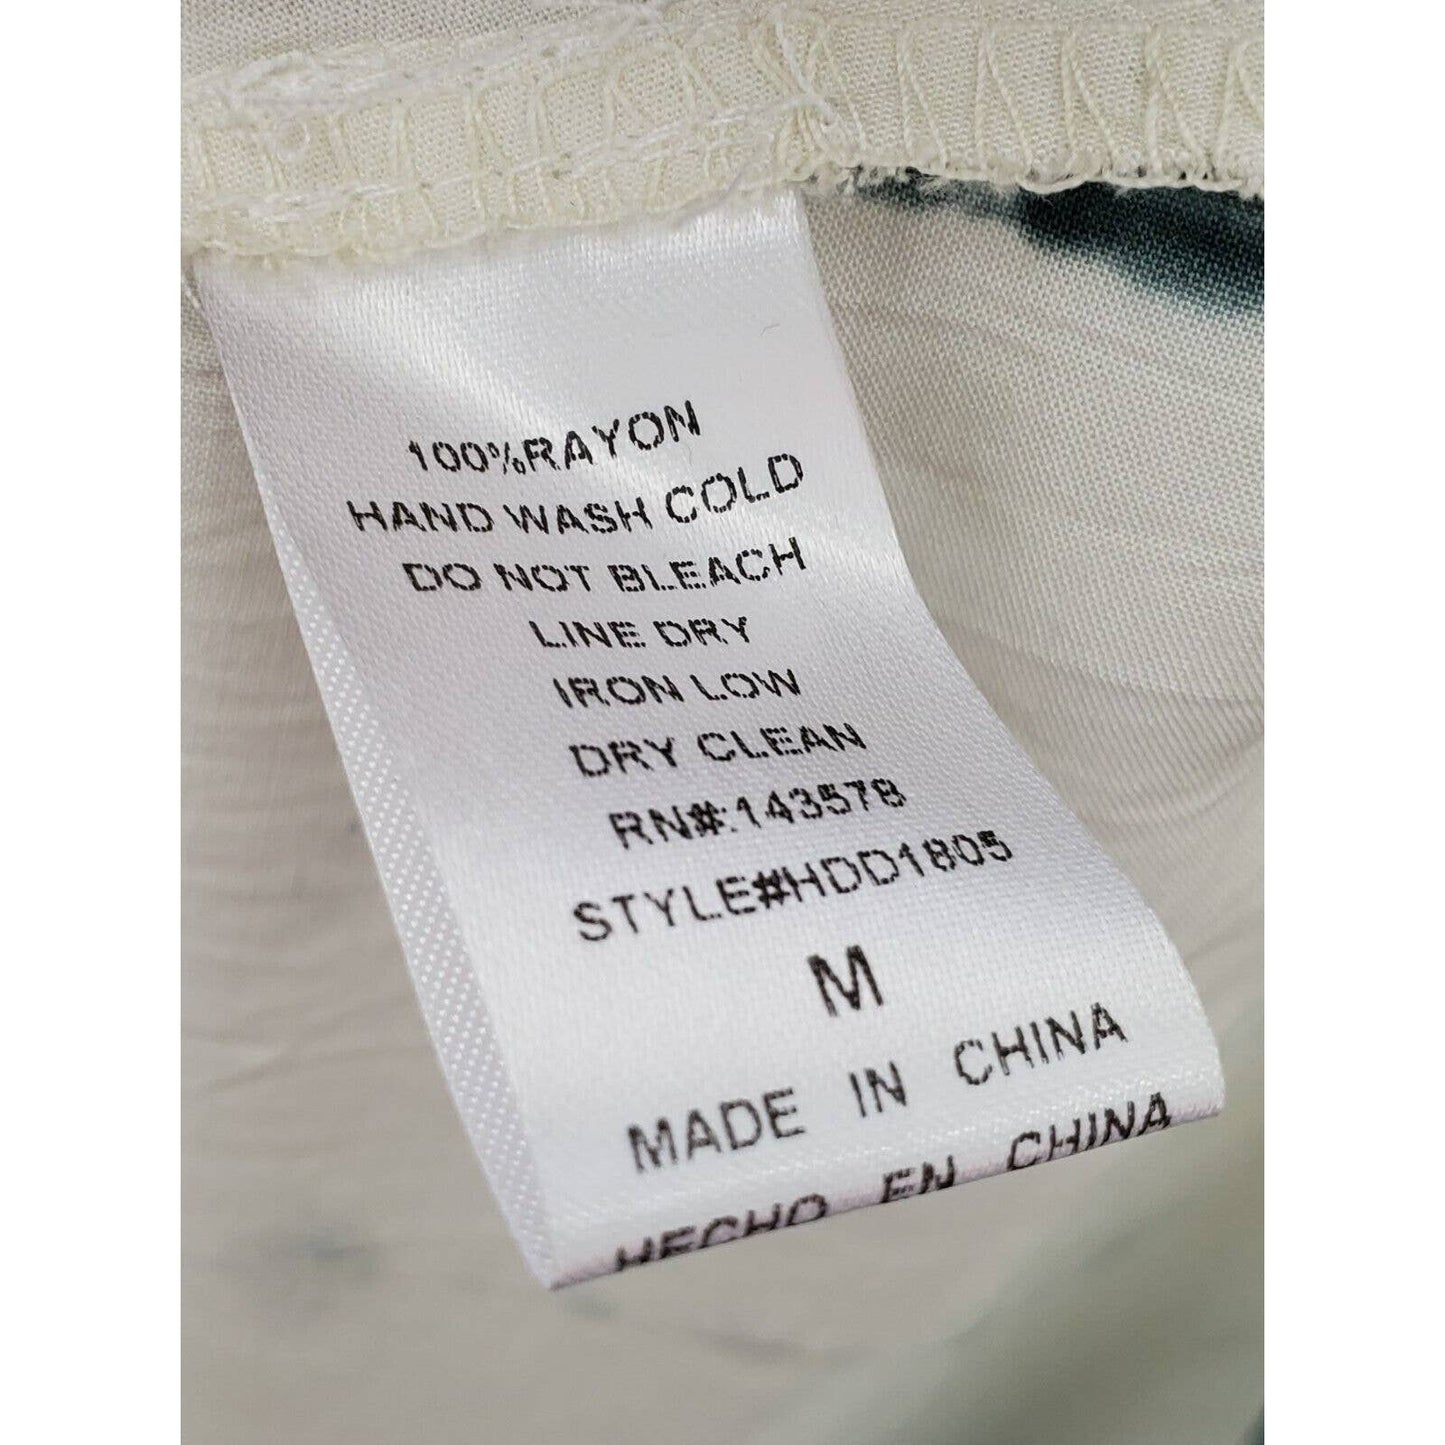 100%RAYON
HAND WASH COLD
DO NOT BLEACH
LINE DRY
IRON LOW
DRY CLEAN
RN#:143578
STYLE#HDD1805
M
MADE IN CHINA
HECHO EN CHINA